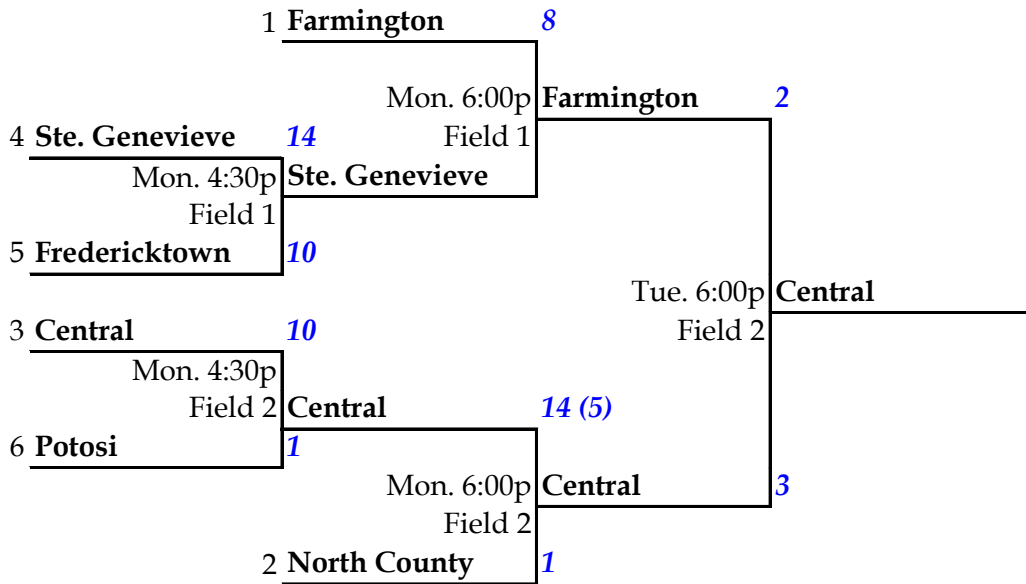 1 Farmington 8
Mon. 6:00p Farmington 2
4 Ste. Genevieve 14 Field 1
Mon. 4:30p Ste. Genevieve
Field 1
5 Fredericktown 10
Tue. 6:00p Central
3 Central 10 Field 2
Mon. 4:30p
Field 2 Central 14 (5)
6 Potosi 1
Mon. 6:00p Central 3
Field 2
2 North County 1